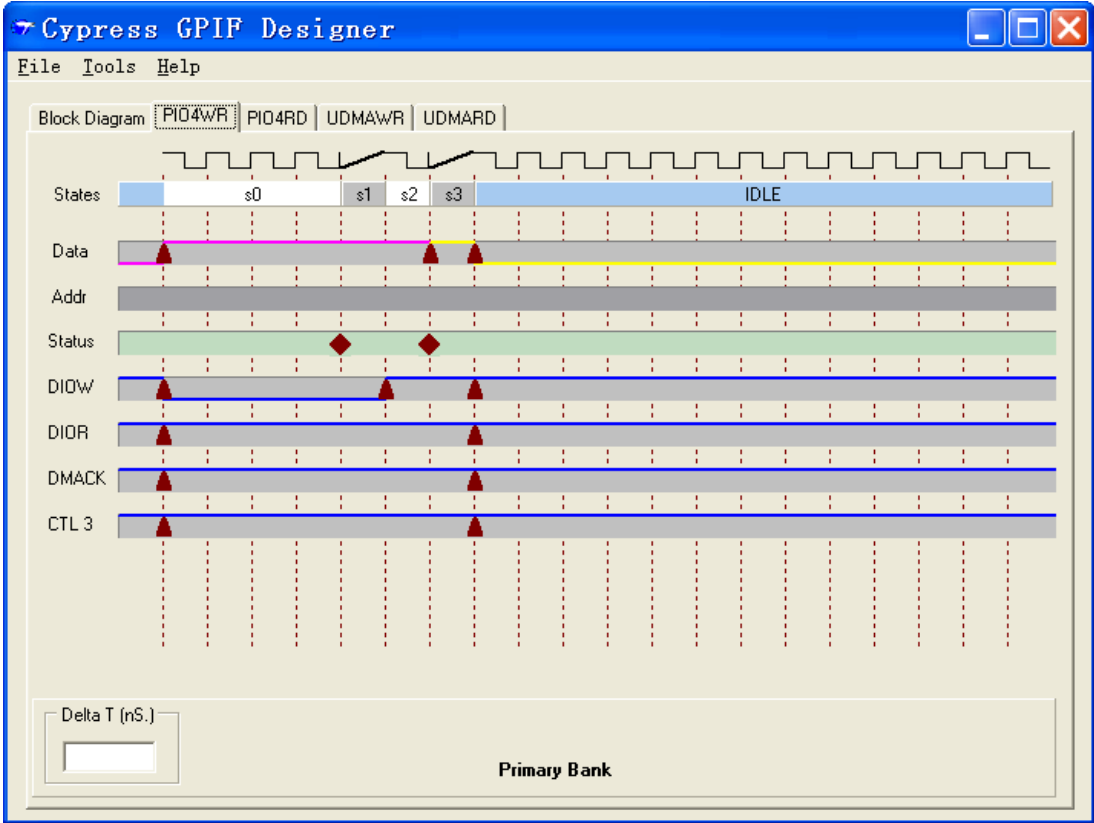 Cypress GPIF Designer
File Tools Help
Block Diagram PIO4WR PIO4RD UDMAWR UDMARD
States s0 s1 s2 s3 IDLE
Data
Addr
Status
DIOW
DIOR
DMACK
CTL 3
Delta T (nS.)
Primary Bank